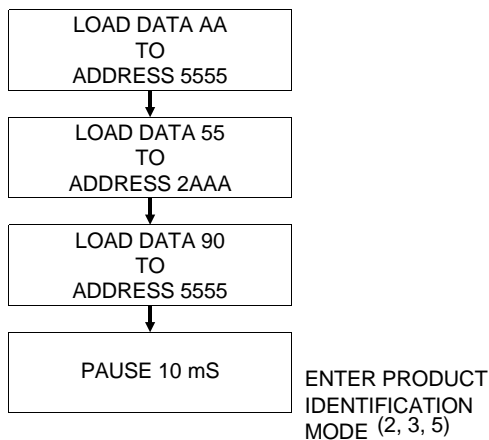 LOAD DATA AA
TO
ADDRESS 5555
LOAD DATA 55
TO
ADDRESS 2AAA
LOAD DATA 90
TO
ADDRESS 5555
PAUSE 10 mS
ENTER PRODUCT
IDENTIFICATION
MODE (2, 3, 5)